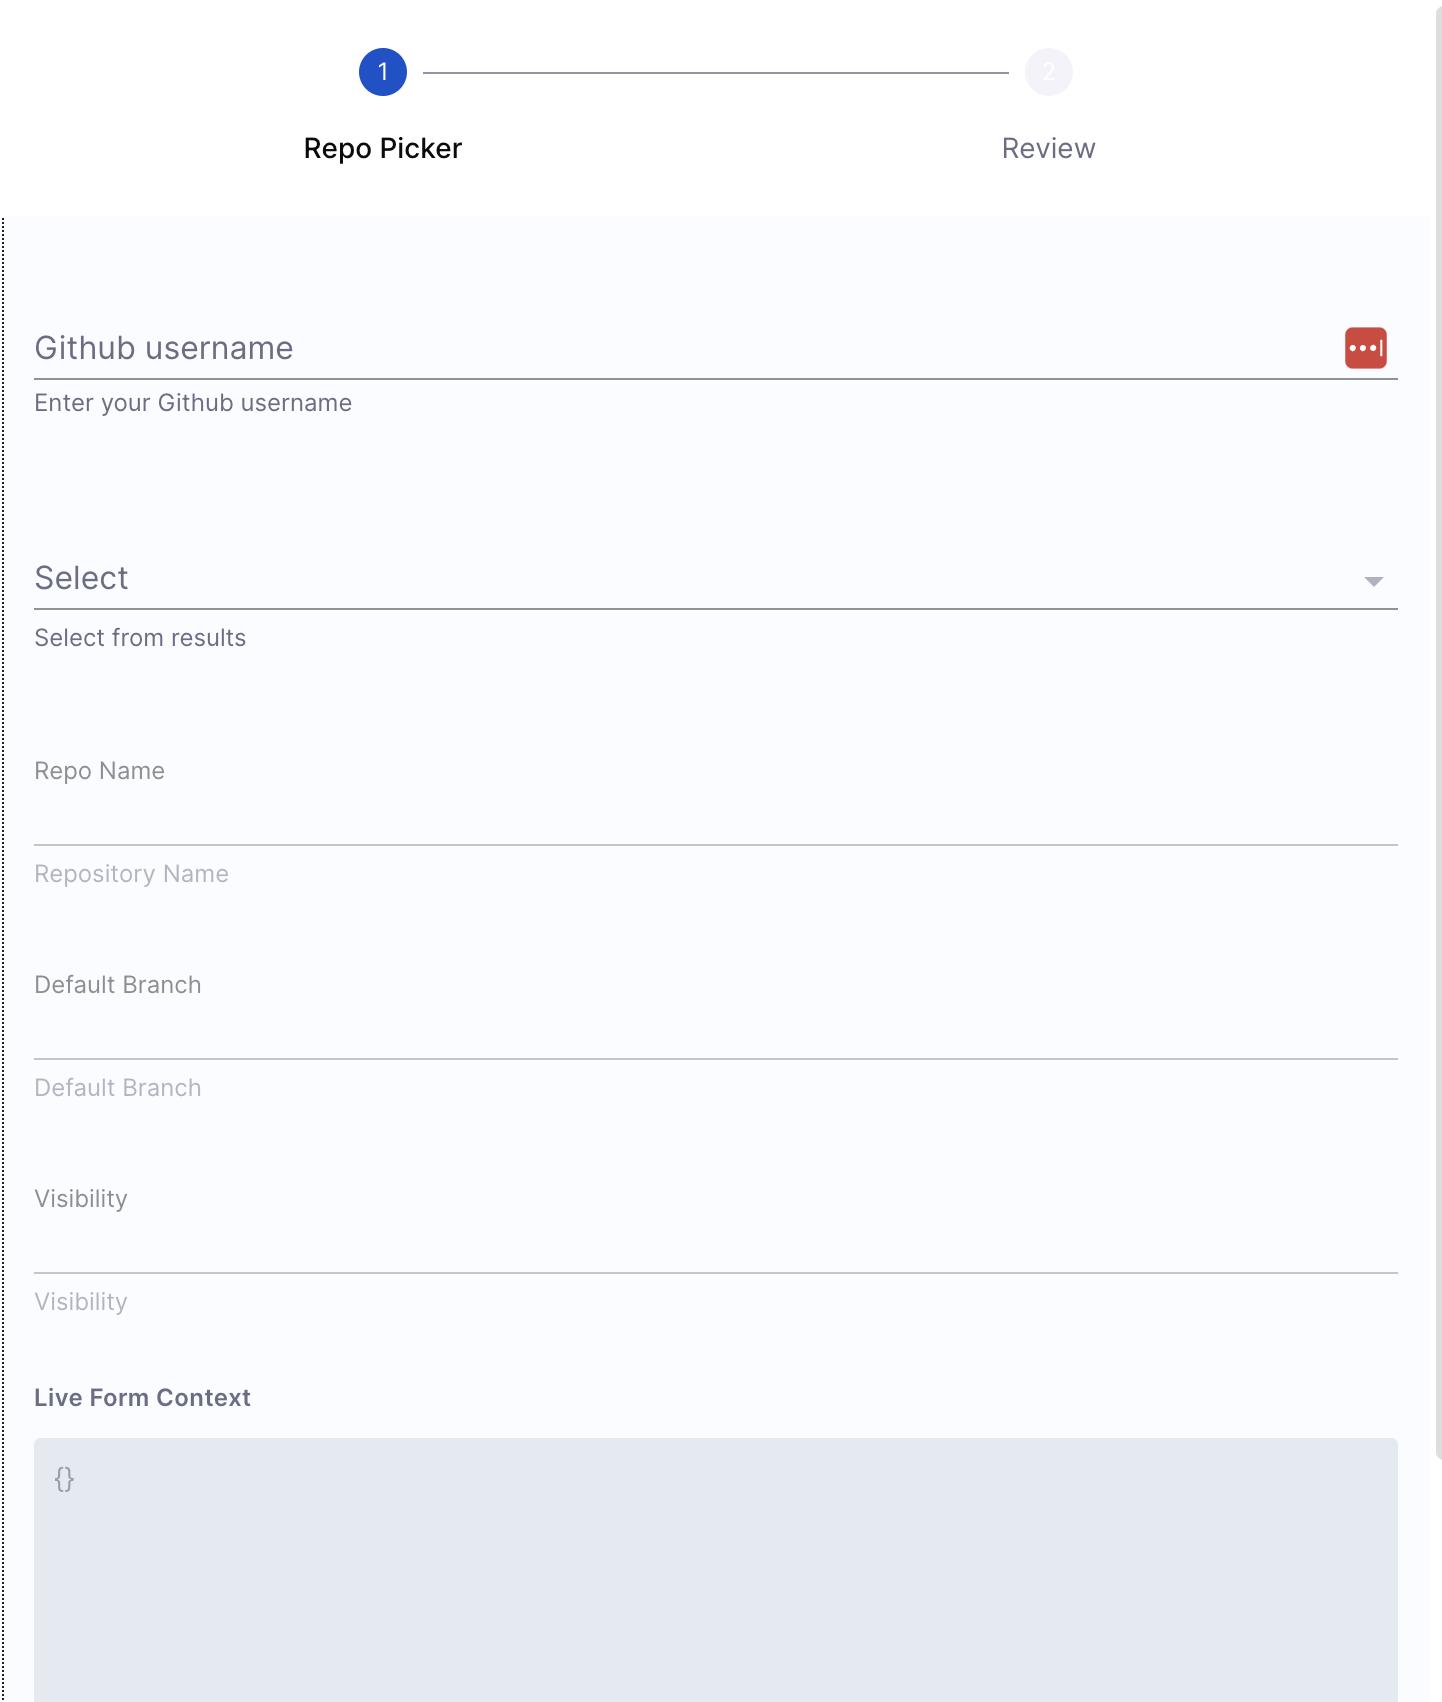 1
2
Repo Picker
Review
Github username
Enter your Github username
Select
Select from results
Repo Name
Repository Name
Default Branch
Default Branch
Visibility
Visibility
Live Form Context
{}